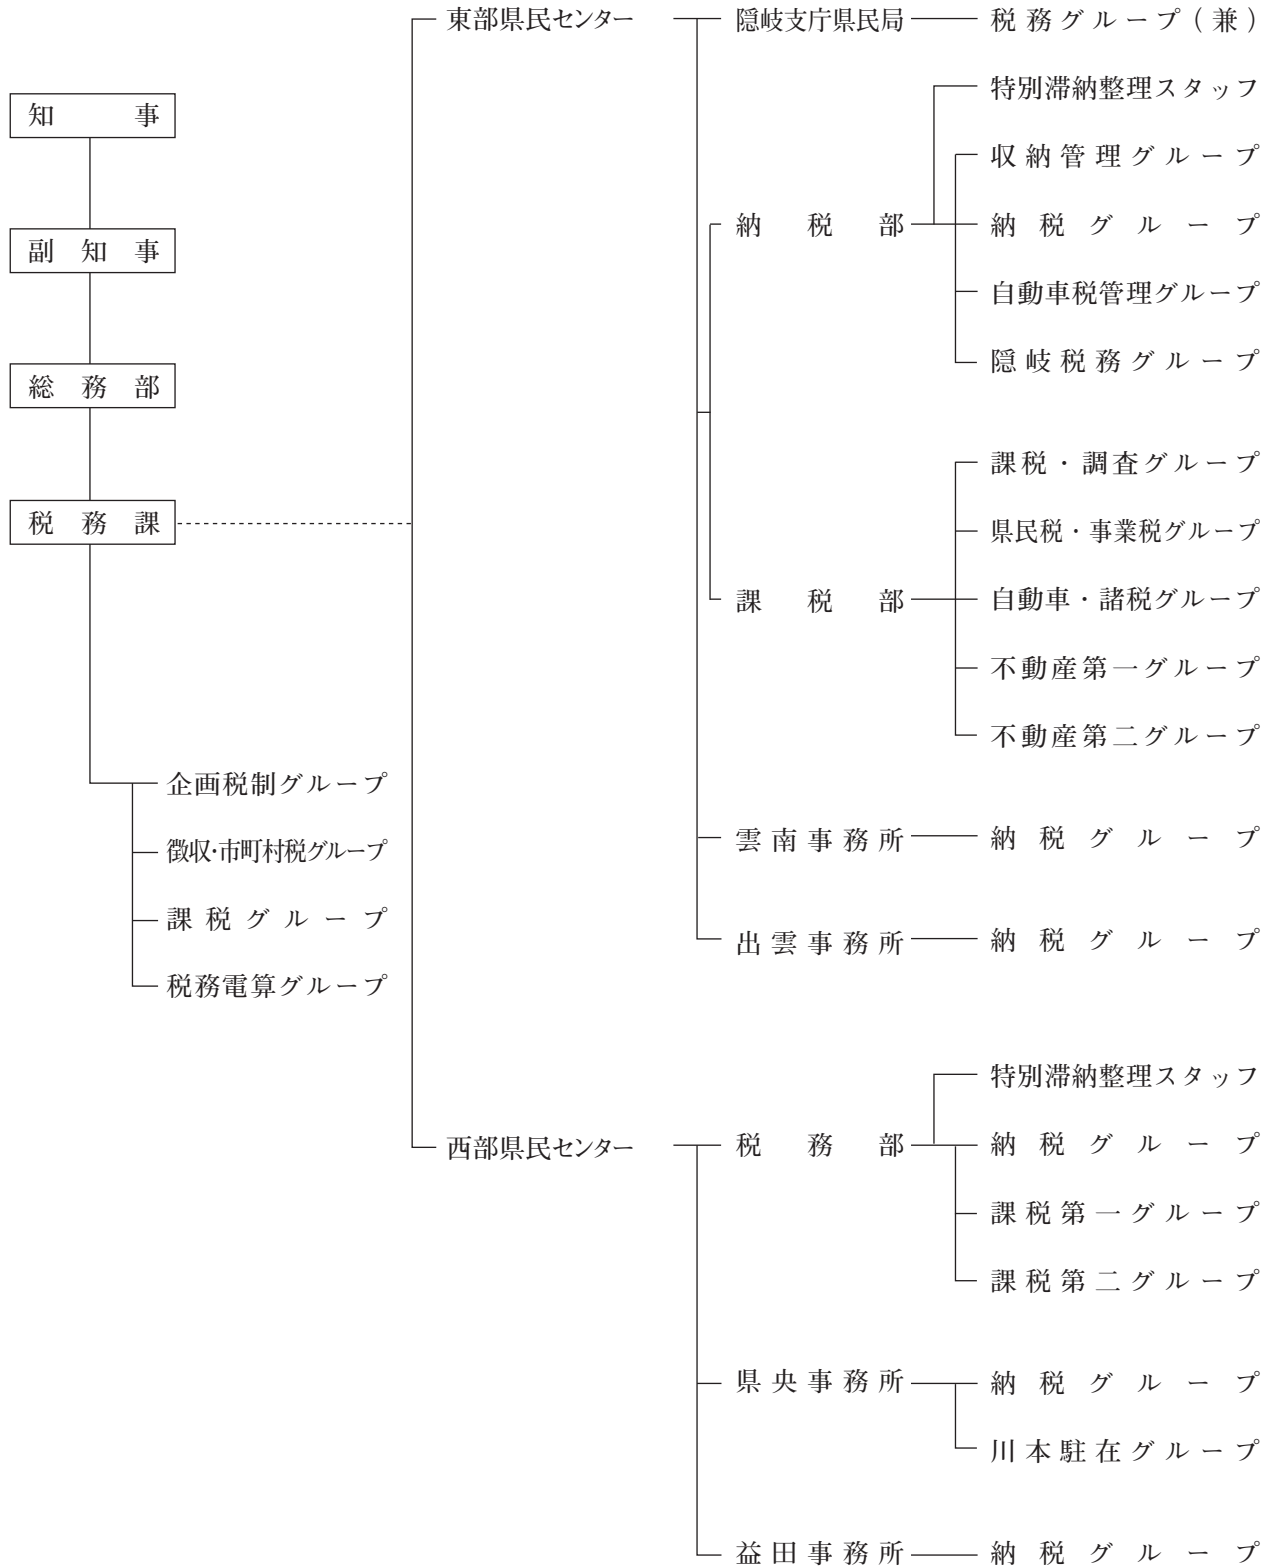 知事
副知事
総務部
税務課
企画税制グループ
徴収・市町村税グループ
課税グループ
税務電算グループ
東部県民センター
隠岐支庁県民局
税務グループ(兼)
納税部
特別滞納整理スタッフ
収納管理グループ
納税グループ
自動車税管理グループ
隠岐税務グループ
課税部
課税・調査グループ
県民税・事業税グループ
自動車・諸税グループ
不動産第一グループ
不動産第二グループ
雲南事務所
納税グループ
出雲事務所
納税グループ
西部県民センター
税務部
特別滞納整理スタッフ
納税グループ
課税第一グループ
課税第二グループ
県央事務所
納税グループ
川本駐在グループ
益田事務所
納税グループ